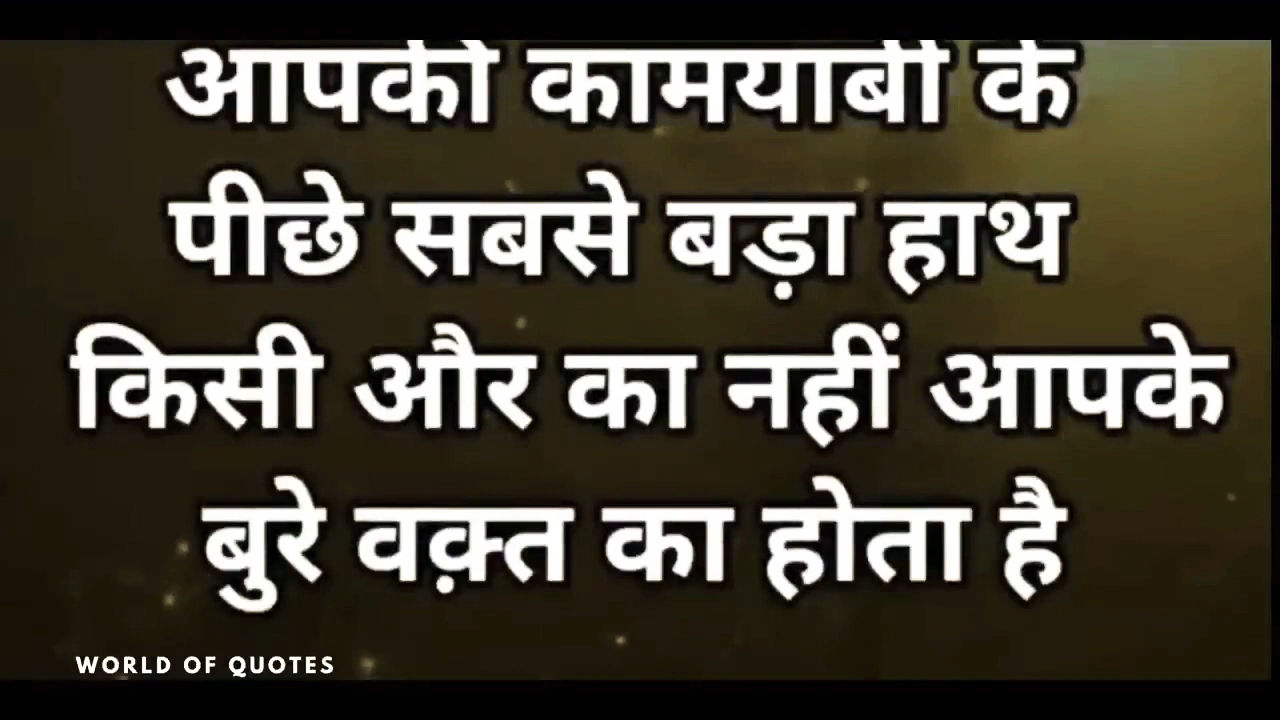 आपकी कामयाबी के
पीछे सबसे बड़ा हाथ
किसी और का नहीं आपके
बुरे वक़्त का होता है
WORLD OF QUOTES